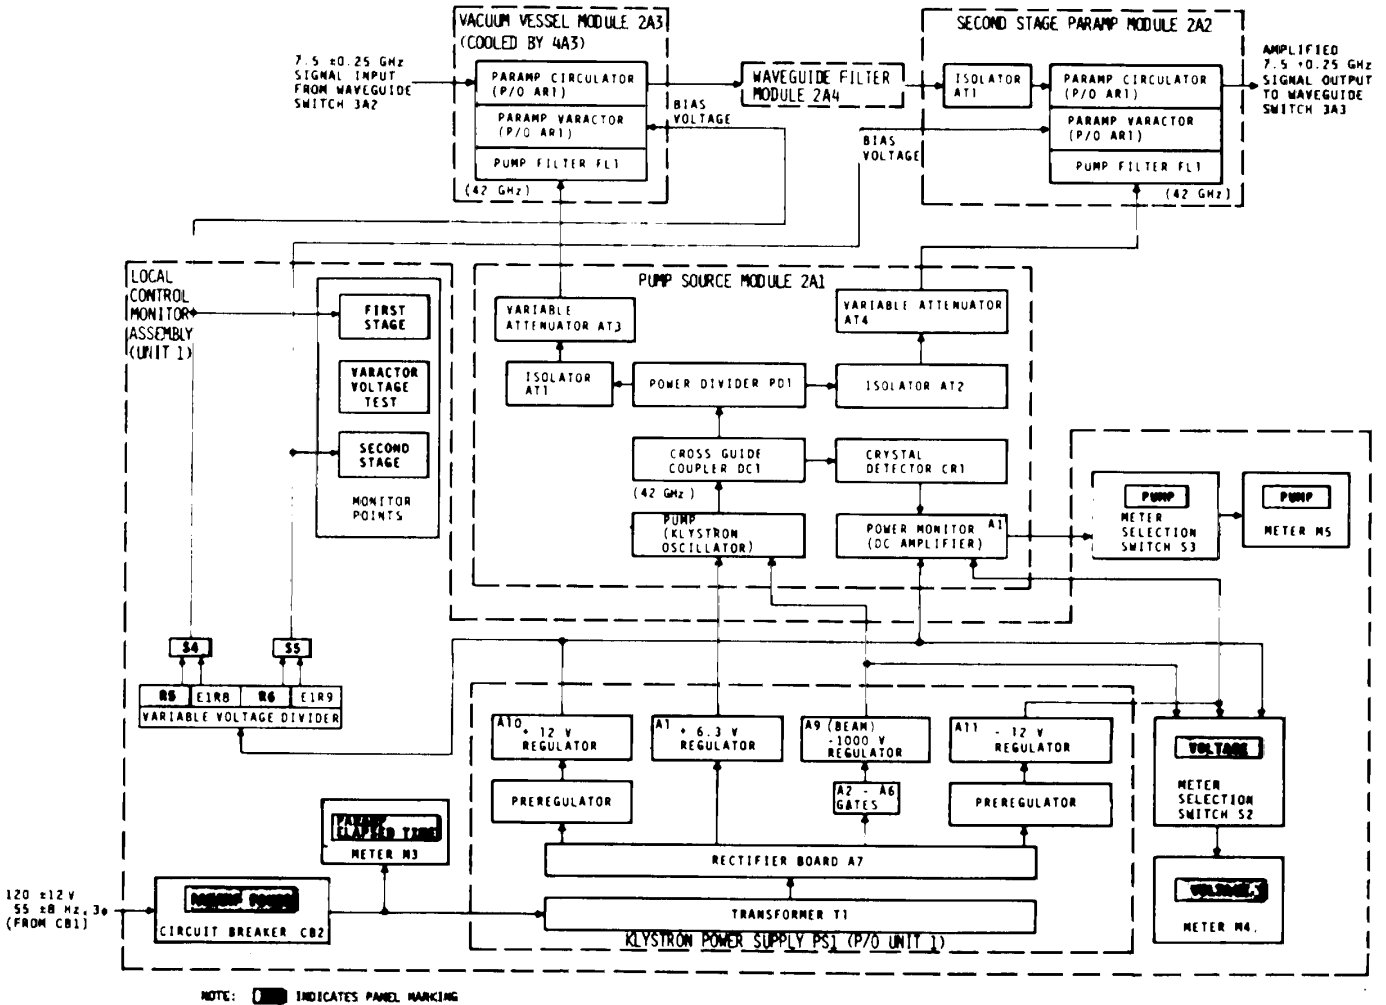 VACUUM VESSEL MODULE 2A3
(COOLED BY 4A3)
SECOND STAGE PARAMP MODULE 2A2
7.5 ±0.25 GHz
SIGNAL INPUT
FROM WAVEGUIDE
SWITCH 3A2
PARAMP CIRCULATOR
(P/O AR1)
PARAMP VARACTOR
(P/O AR1)
PUMP FILTER FL1
(42 GHz)
BIAS
VOLTAGE
WAVEGUIDE FILTER
MODULE 2A4
ISOLATOR
AT1
PARAMP CIRCULATOR
(P/O AR1)
PARAMP VARACTOR
(P/O AR1)
PUMP FILTER FL1
(42 GHz)
BIAS
VOLTAGE
AMPLIFIED
7.5 ±0.25 GHz
SIGNAL OUTPUT
TO WAVEGUIDE
SWITCH 3A3
LOCAL
CONTROL
MONITOR
ASSEMBLY
(UNIT 1)
FIRST
STAGE
VARACTOR
VOLTAGE
TEST
SECOND
STAGE
MONITOR
POINTS
PUMP SOURCE MODULE 2A1
VARIABLE
ATTENUATOR AT3
VARIABLE ATTENUATOR
AT4
ISOLATOR
AT1
POWER DIVIDER PD1
ISOLATOR AT2
CROSS GUIDE
COUPLER DC1
CRYSTAL
DETECTOR CR1
(42 GHz)
PUMP
(KLYSTRON
OSCILLATOR)
POWER MONITOR A1
(DC AMPLIFIER)
PUMP
METER
SELECTION
SWITCH S3
PUMP
METER M5
S4
S5
R5 E1R8 R6 E1R9
VARIABLE VOLTAGE DIVIDER
A10
+ 12 V
REGULATOR
A1
+ 6.3 V
REGULATOR
A9 (BEAM)
-1000 V
REGULATOR
A11
- 12 V
REGULATOR
PREREGULATOR
A2 - A6
GATES
PREREGULATOR
VOLTAGE
METER
SELECTION
SWITCH S2
PARAMP
ELAPSED TIME
METER M3
RECTIFIER BOARD A7
VOLTAGE
METER M4.
120 ±12 V
55 ±8 Hz, 3ø
(FROM CB1)
PARAMP POWER
CIRCUIT BREAKER CB2
TRANSFORMER T1
KLYSTRON POWER SUPPLY PS1 (P/O UNIT 1)
NOTE: INDICATES PANEL MARKING